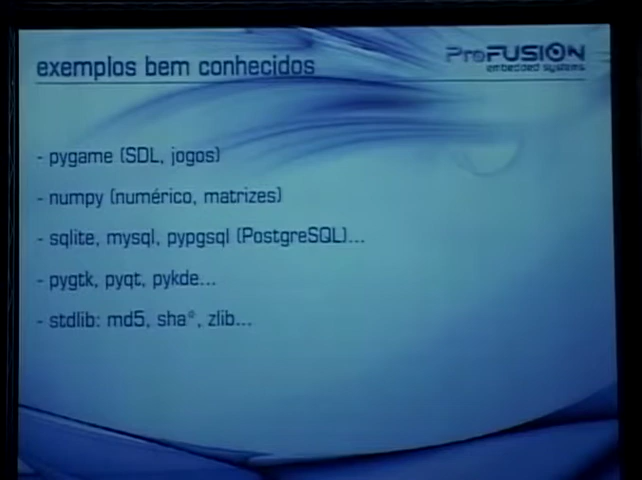 exemplos bem conhecidos
ProFUSION
embedded systems
- pygame (SDL, jogos)
- numpy (numérico, matrizes)
- sqlite, mysql, pypgsql (PostgreSQL)...
- pygtk, pyqt, pykde...
- stdlib: md5, sha*, zlib...